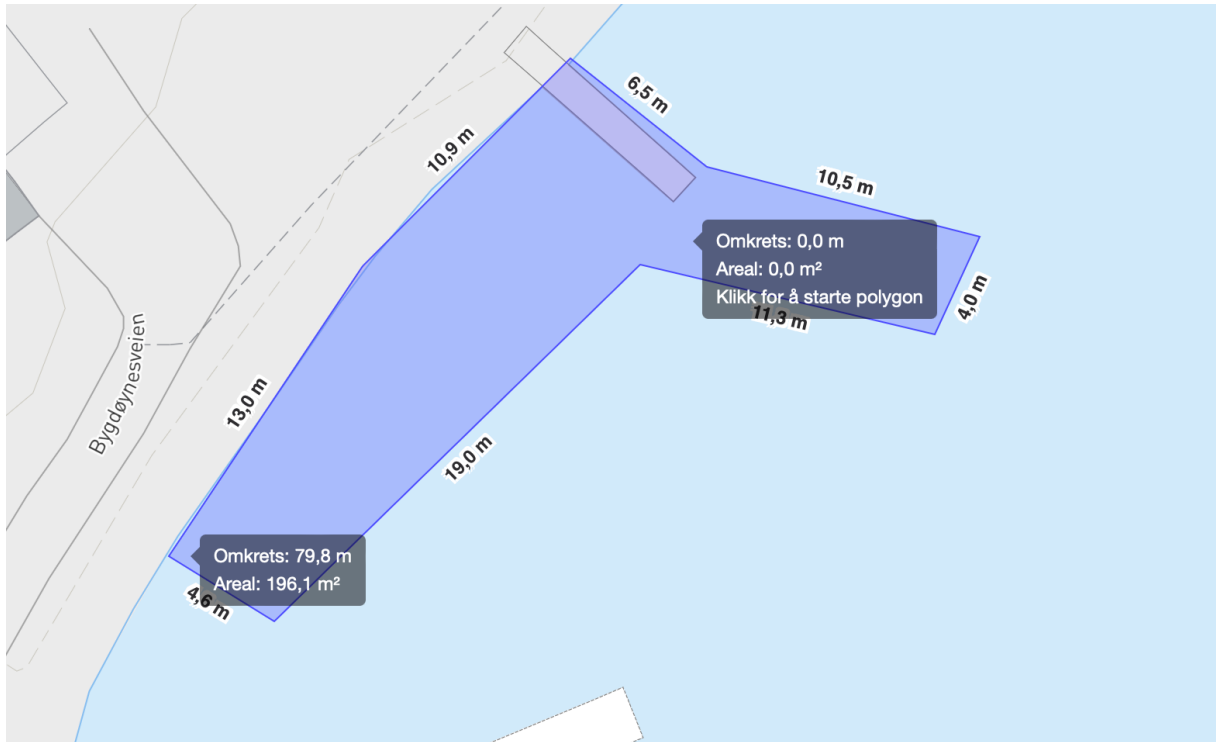 6,5 m
10,9 m
10,5 m
Omkrets: 0,0 m
Areal: 0,0 m²
Klikk for å starte polygon
4,0 m
11,3 m
Bygdøynesveien
13,0 m
19,0 m
Omkrets: 79,8 m
Areal: 196,1 m²
4,6 m